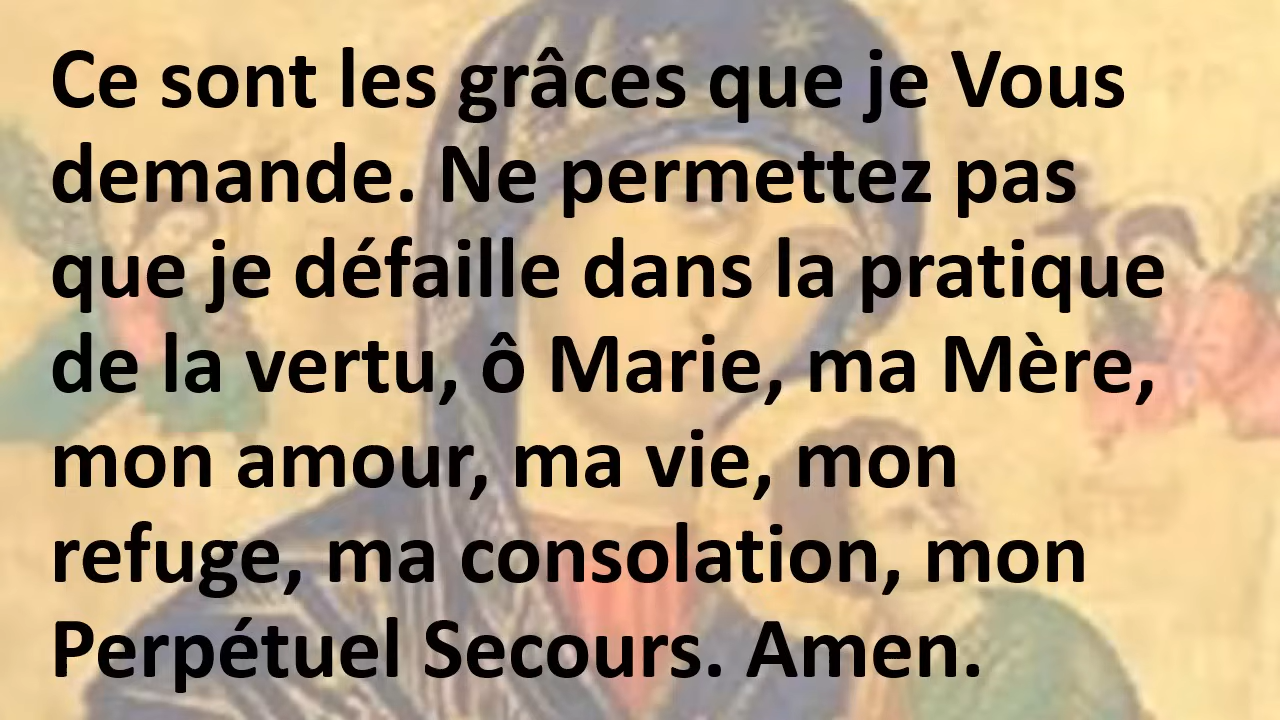 Ce sont les grâces que je Vous
demande. Ne permettez pas
que je défaille dans la pratique
de la vertu, ô Marie, ma Mère,
mon amour, ma vie, mon
refuge, ma consolation, mon
Perpétuel Secours. Amen.